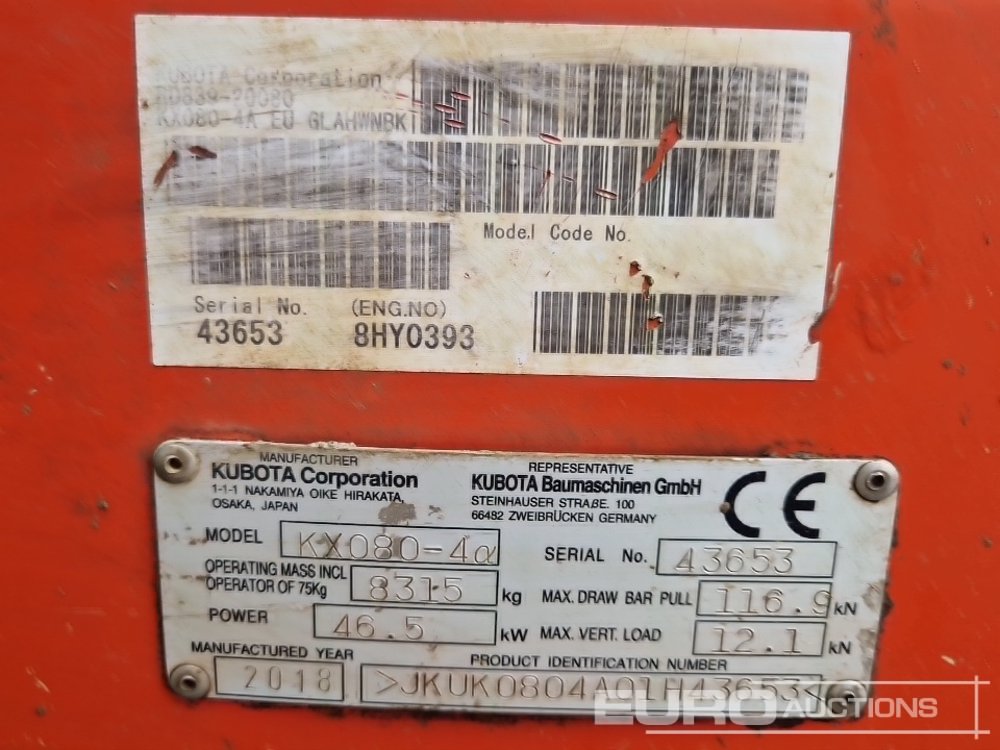 KUBOTA Corporation
RD839-20080
KX080-4A EU GLAHWNBKT
Model Code No.
Serial No. (ENG.NO)
43653 8HY0393
MANUFACTURER
KUBOTA Corporation
1-1-1 NAKAMIYA OIKE HIRAKATA,
OSAKA, JAPAN
REPRESENTATIVE
KUBOTA Baumaschinen GmbH
STEINHAUSER STRAßE. 100
66482 ZWEIBRÜCKEN GERMANY
CE
MODEL KX080-4α
SERIAL No. 43653
OPERATING MASS INCL
OPERATOR OF 75Kg 8315 kg
MAX. DRAW BAR PULL 116.9 kN
POWER 46.5 kW
MAX. VERT. LOAD 12.1 kN
MANUFACTURED YEAR
2018
PRODUCT IDENTIFICATION NUMBER
>JKUK0804A01H43653<
EURO AUCTIONS